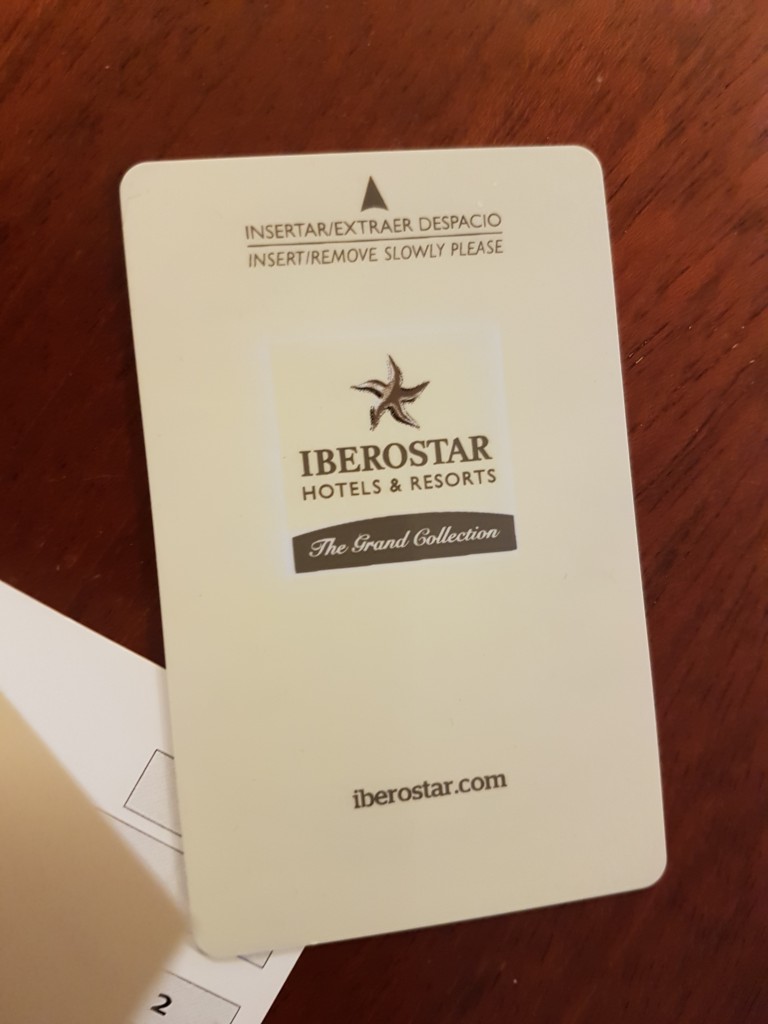 INSERTAR/EXTRAER DESPACIO
INSERT/REMOVE SLOWLY PLEASE
IBEROSTAR
HOTELS & RESORTS
The Grand Collection
iberostar.com
2